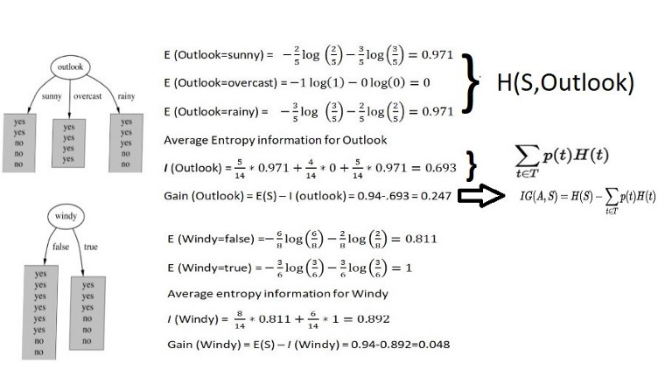 outlook
sunny overcast rainy
yes
yes
no
no
no
yes
yes
yes
yes
yes
yes
yes
no
no
E (Outlook=sunny) = −2/5 log (2/5) − 3/5 log (3/5) = 0.971
E (Outlook=overcast) = −1 log(1) − 0 log(0) = 0
E (Outlook=rainy) = −3/5 log (3/5) − 2/5 log (2/5) = 0.971
H(S,Outlook)
Average Entropy information for Outlook
I (Outlook) = 5/14 * 0.971 + 4/14 * 0 + 5/14 * 0.971 = 0.693
∑t∈T p(t)H(t)
Gain (Outlook) = E(S) − I (outlook) = 0.94-.693 = 0.247
IG(A, S) = H(S) − ∑t∈T p(t)H(t)
windy
false true
yes
yes
yes
yes
yes
yes
no
no
yes
yes
yes
no
no
no
E (Windy=false) = −6/8 log (6/8) − 2/8 log (2/8) = 0.811
E (Windy=true) = −3/6 log (3/6) − 3/6 log (3/6) = 1
Average entropy information for Windy
I (Windy) = 8/14 * 0.811 + 6/14 * 1 = 0.892
Gain (Windy) = E(S) − I (Windy) = 0.94-0.892=0.048